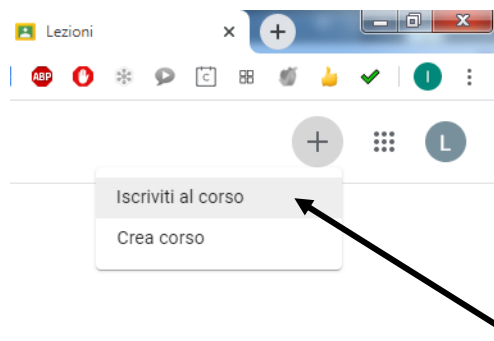 Lezioni
ABP
C
I
L
Iscriviti al corso
Crea corso